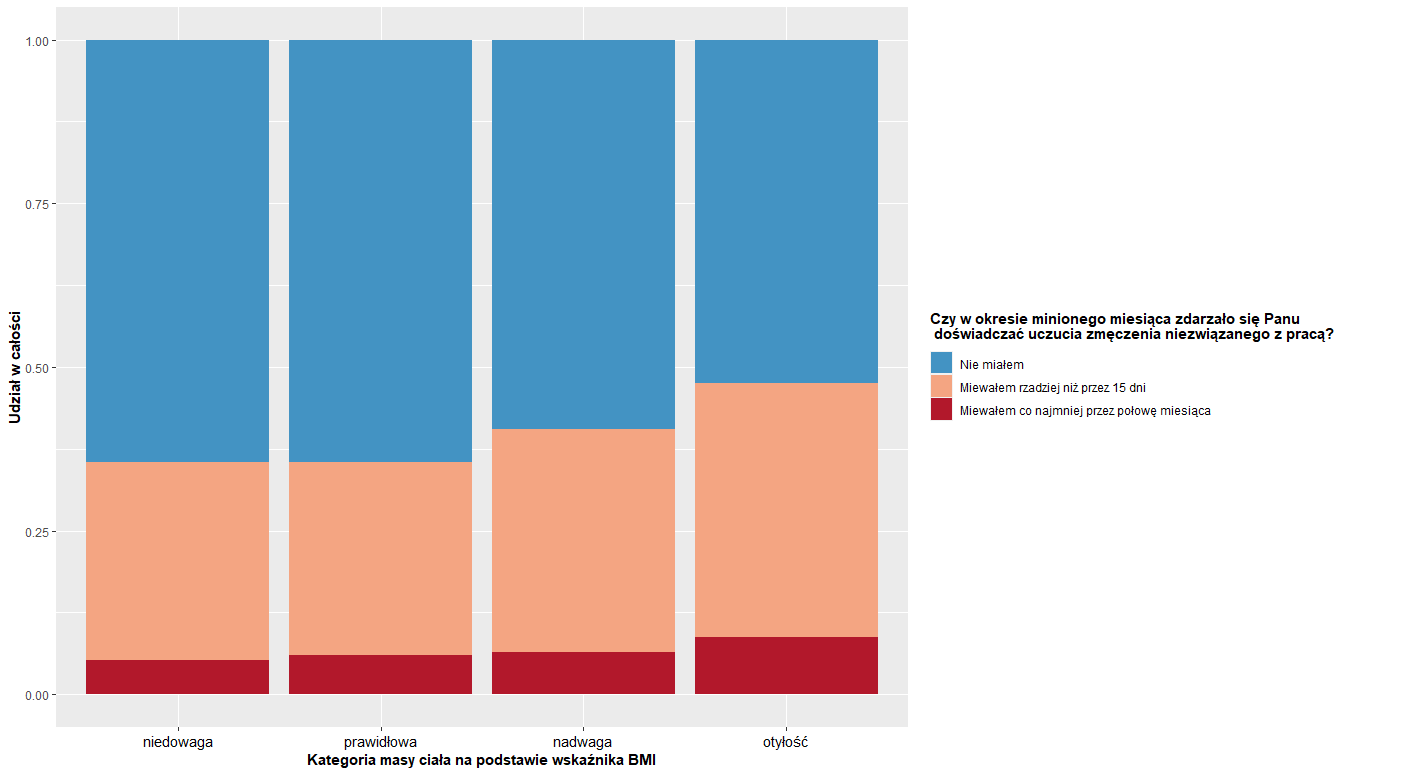 1.00
0.75
0.50
0.25
0.00
Udział w całości
niedowaga
prawidłowa
nadwaga
otyłość
Kategoria masy ciała na podstawie wskaźnika BMI
Czy w okresie minionego miesiąca zdarzało się Panu
doświadczać uczucia zmęczenia niezwiązanego z pracą?
Nie miałem
Miewałem rzadziej niż przez 15 dni
Miewałem co najmniej przez połowę miesiąca